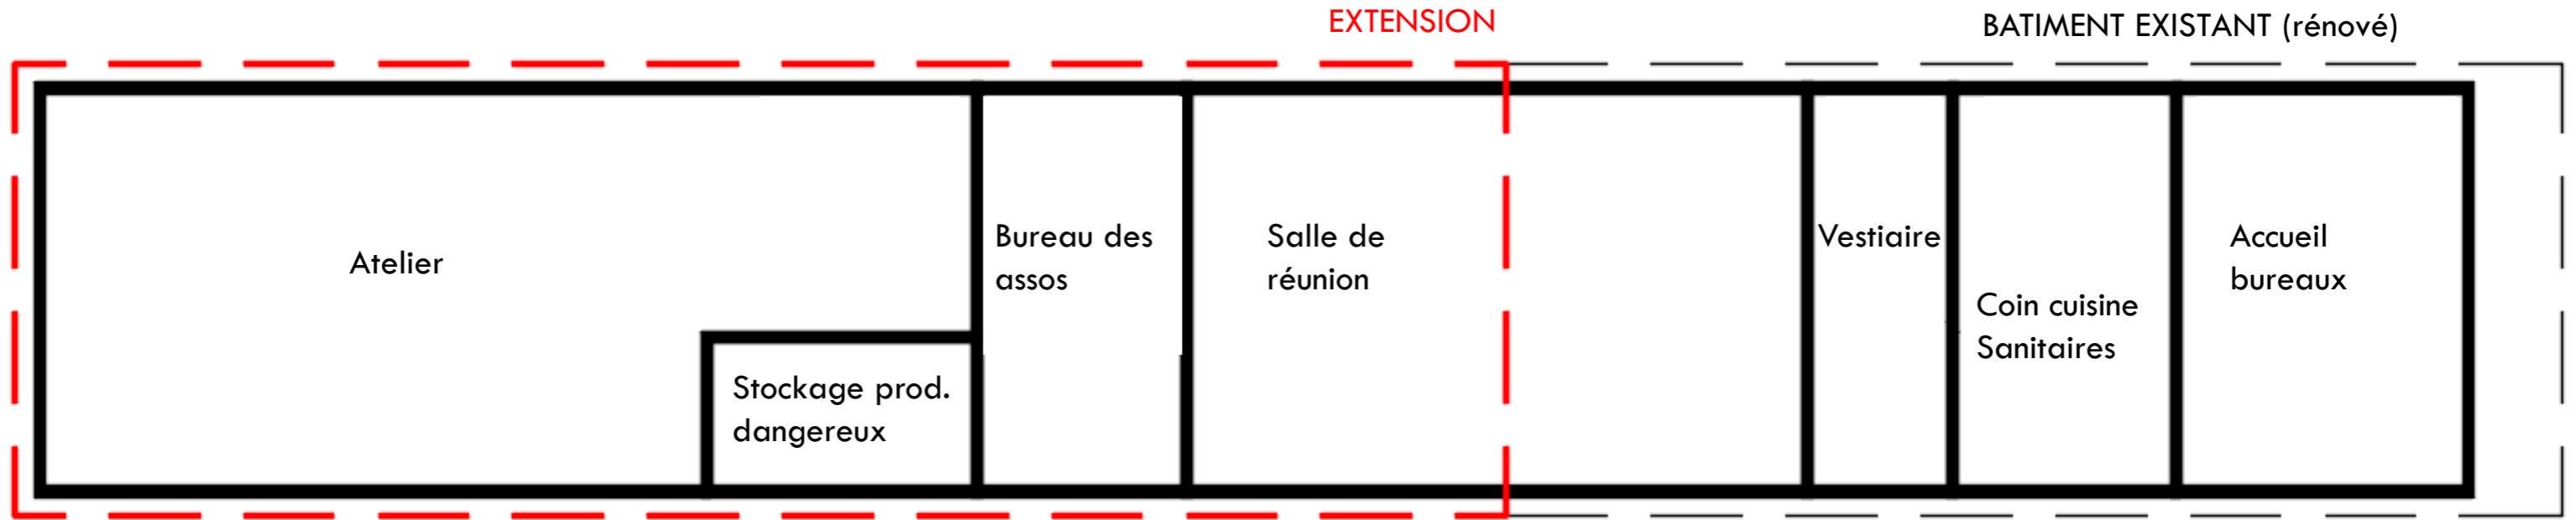 EXTENSION
BATIMENT EXISTANT (rénové)
Atelier
Stockage prod.
dangereux
Bureau des
assos
Salle de
réunion
Vestiaire
Coin cuisine
Sanitaires
Accueil
bureaux